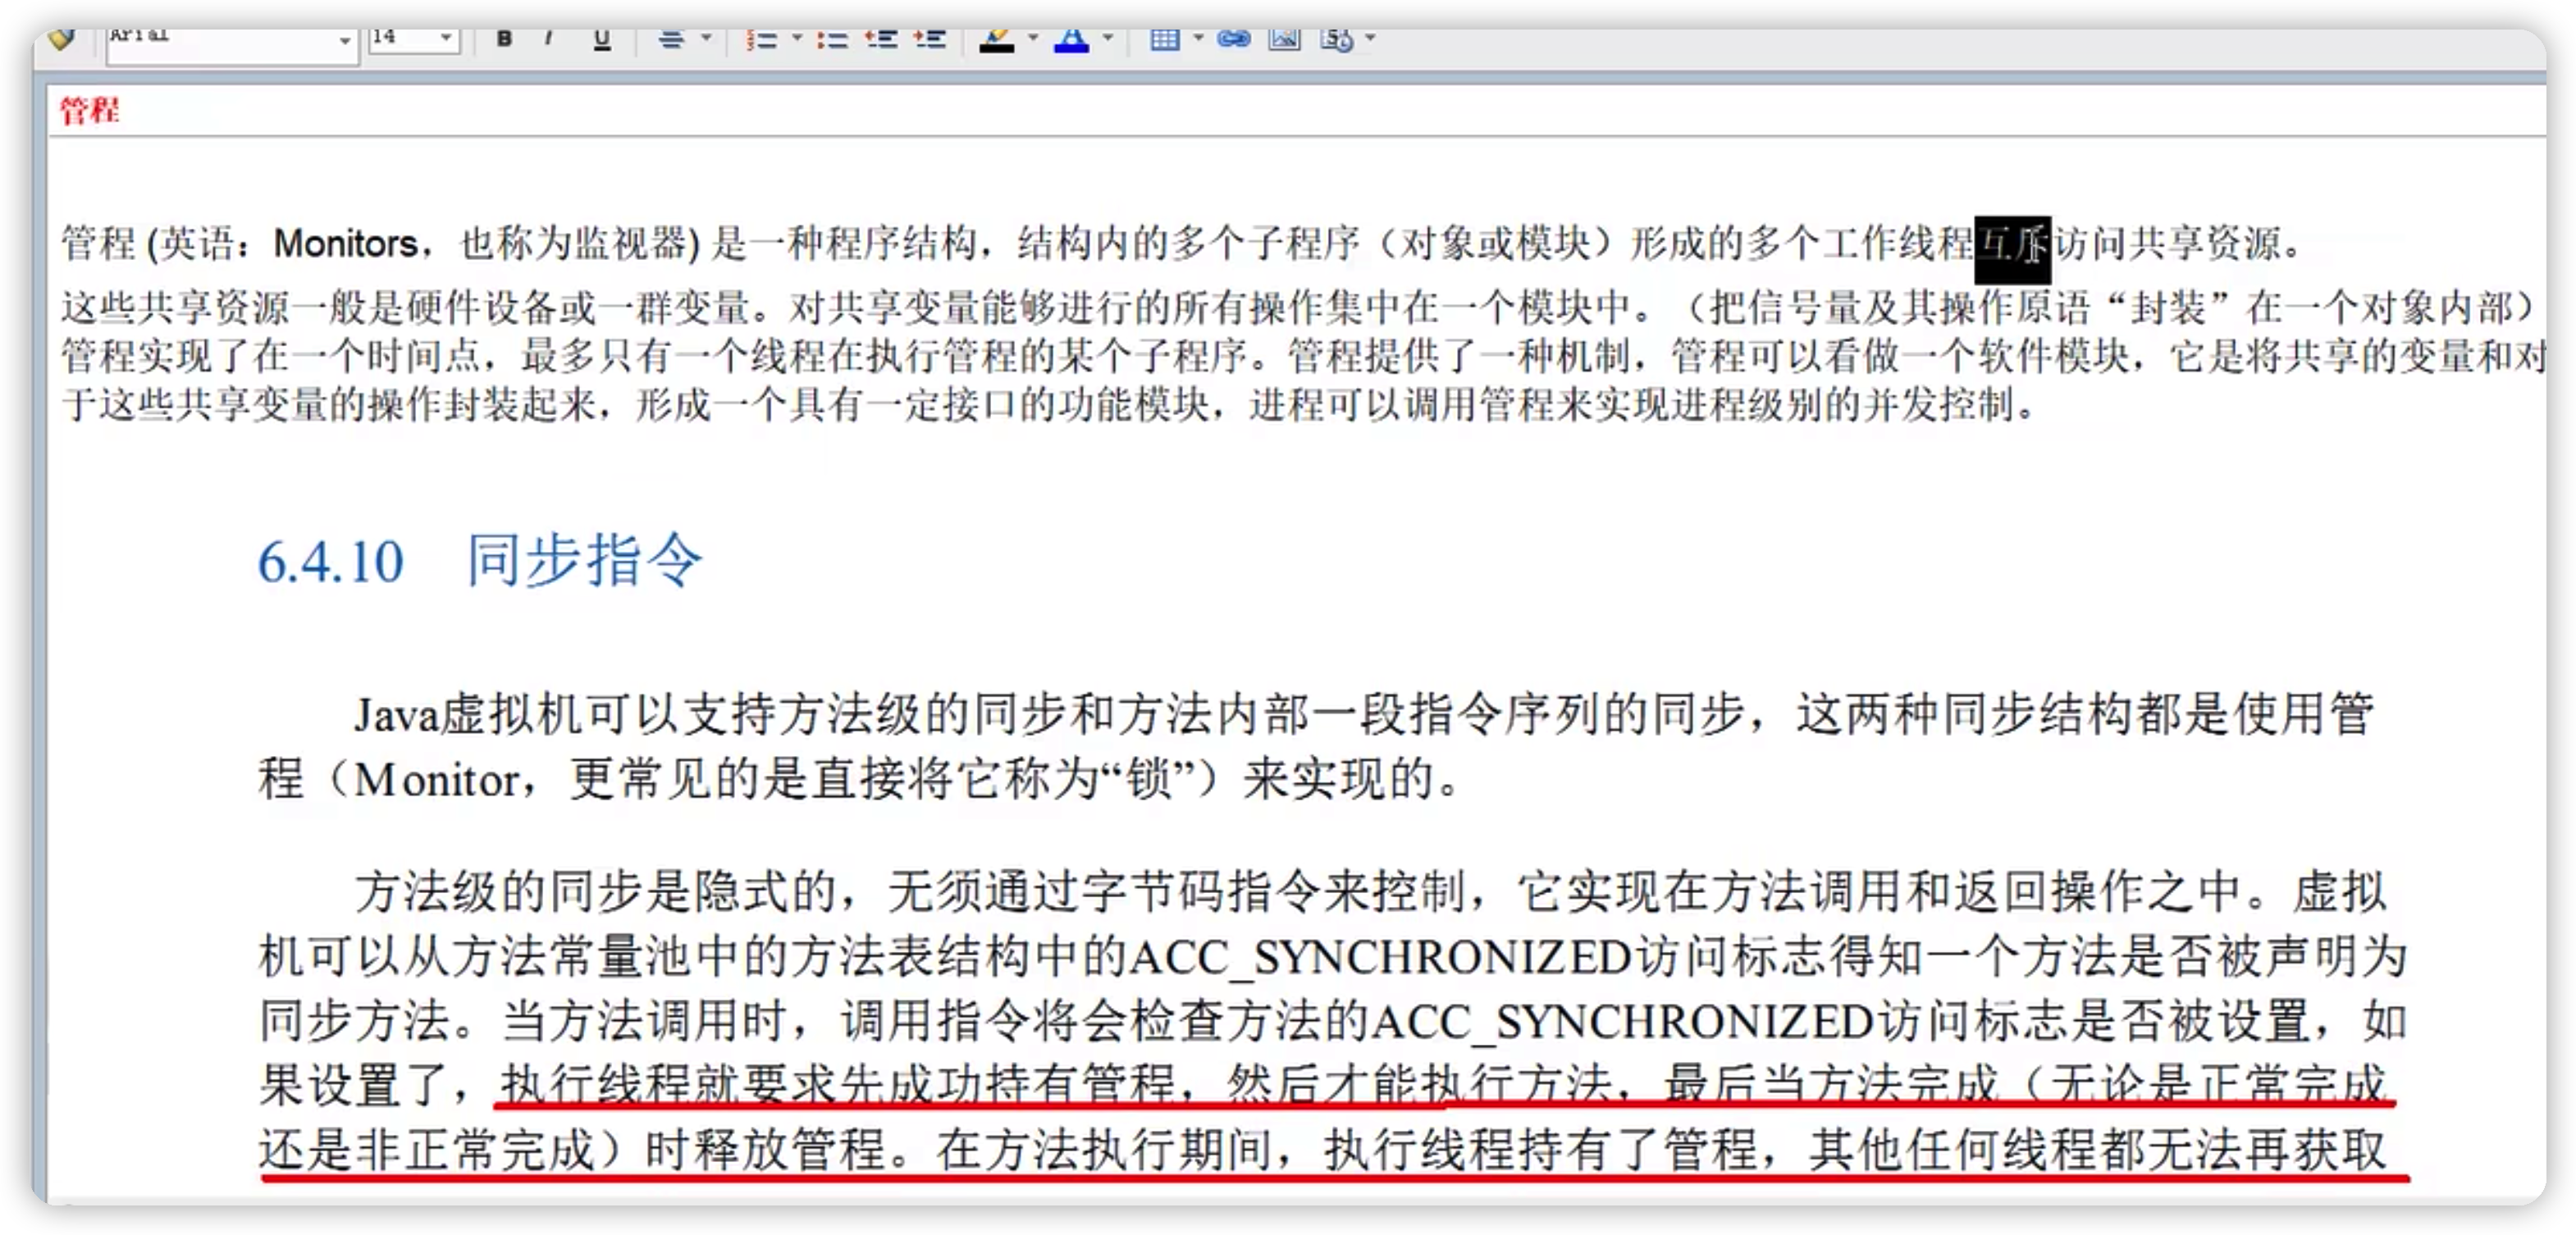 Arial 14 B I U
管程
管程 (英语：Monitors，也称为监视器) 是一种程序结构，结构内的多个子程序（对象或模块）形成的多个工作线程互斥访问共享资源。
这些共享资源一般是硬件设备或一群变量。对共享变量能够进行的所有操作集中在一个模块中。（把信号量及其操作原语“封装”在一个对象内部）
管程实现了在一个时间点，最多只有一个线程在执行管程的某个子程序。管程提供了一种机制，管程可以看做一个软件模块，它是将共享的变量和对
于这些共享变量的操作封装起来，形成一个具有一定接口的功能模块，进程可以调用管程来实现进程级别的并发控制。
6.4.10 同步指令
Java虚拟机可以支持方法级的同步和方法内部一段指令序列的同步，这两种同步结构都是使用管
程（Monitor，更常见的是直接将它称为“锁”）来实现的。
方法级的同步是隐式的，无须通过字节码指令来控制，它实现在方法调用和返回操作之中。虚拟
机可以从方法常量池中的方法表结构中的ACC_SYNCHRONIZED访问标志得知一个方法是否被声明为
同步方法。当方法调用时，调用指令将会检查方法的ACC_SYNCHRONIZED访问标志是否被设置，如
果设置了，执行线程就要求先成功持有管程，然后才能执行方法，最后当方法完成（无论是正常完成
还是非正常完成）时释放管程。在方法执行期间，执行线程持有了管程，其他任何线程都无法再获取